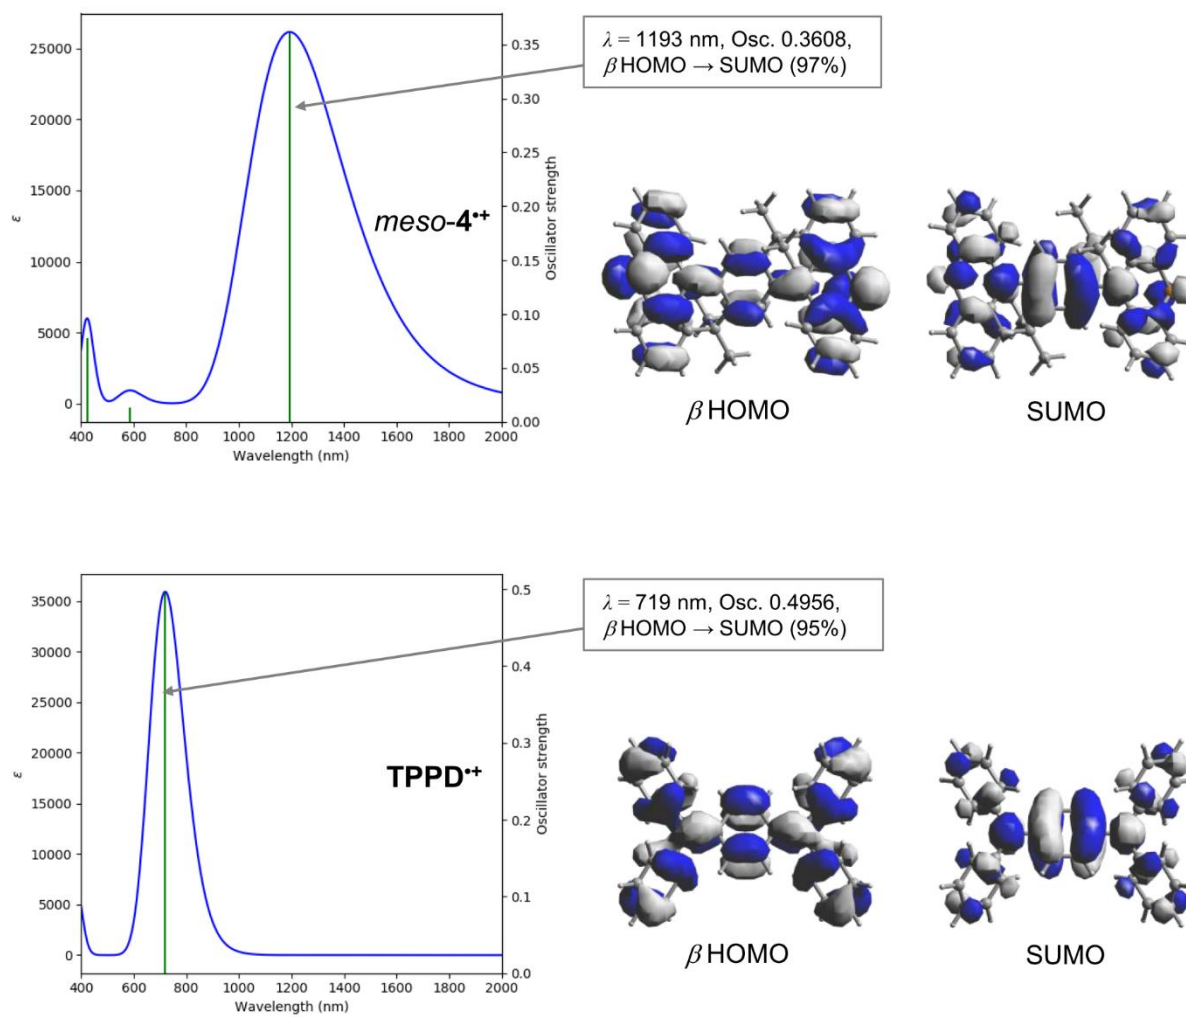 λ = 1193 nm, Osc. 0.3608,
β HOMO → SUMO (97%)
25000
20000
15000
10000
5000
0
ε
0.35
0.30
0.25
0.20
0.15
0.10
0.05
0.00
Oscillator strength
meso-4•+
400 600 800 1000 1200 1400 1600 1800 2000
Wavelength (nm)
β HOMO
SUMO
λ = 719 nm, Osc. 0.4956,
β HOMO → SUMO (95%)
35000
30000
25000
20000
15000
10000
5000
0
ε
0.5
0.4
0.3
0.2
0.1
0.0
Oscillator strength
TPPD•+
400 600 800 1000 1200 1400 1600 1800 2000
Wavelength (nm)
β HOMO
SUMO